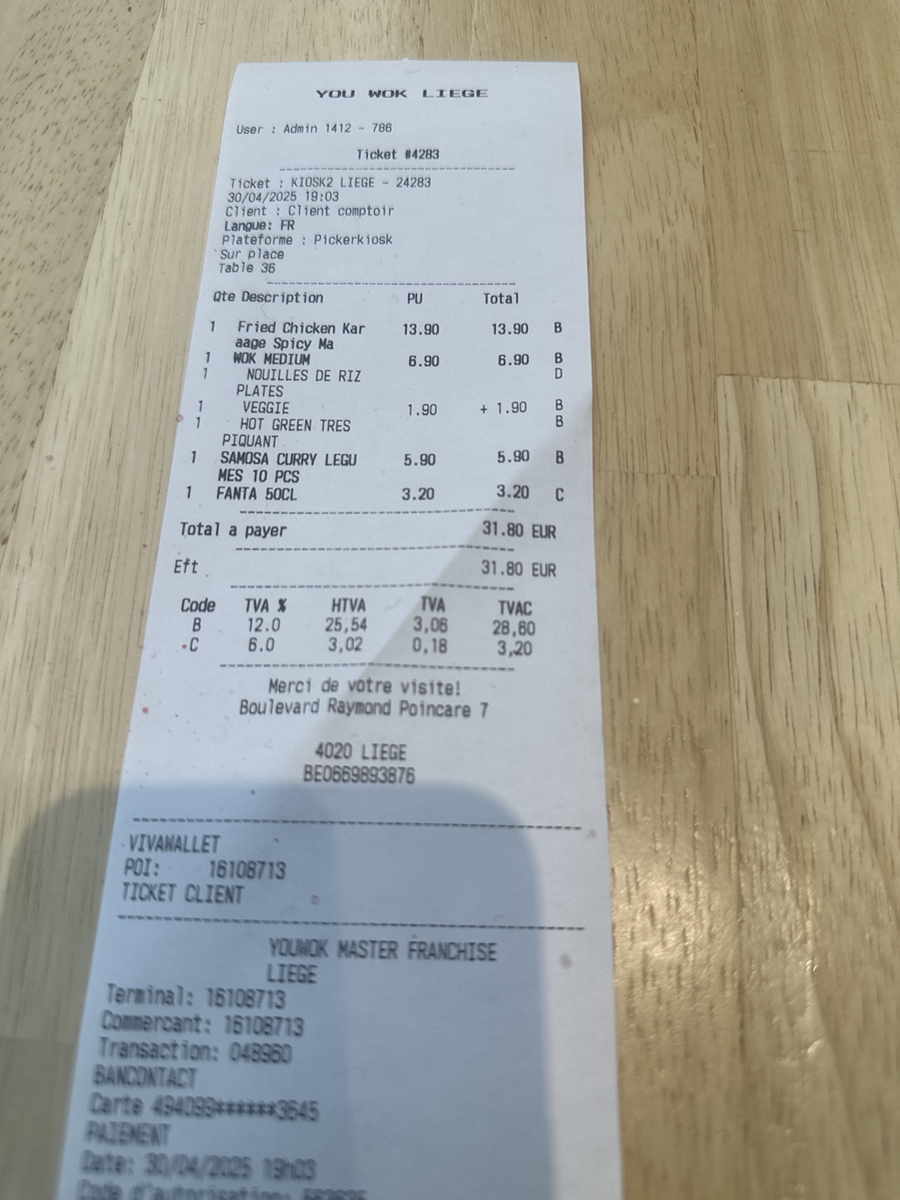 YOU WOK LIEGE
User : Admin 1412 - 786
Ticket #4283
Ticket : KIOSK2 LIEGE - 24283
30/04/2025 19:03
Client : Client comptoir
Langue: FR
Plateforme : Pickerkiosk
Sur place
Table 36
Qte Description PU Total
1 Fried Chicken Kar 13.90 13.90 B
aage Spicy Ma
1 WOK MEDIUM 6.90 6.90 B
1 NOUILLES DE RIZ D
PLATES
1 VEGGIE 1.90 + 1.90 B
1 HOT GREEN TRES B
PIQUANT
1 SAMOSA CURRY LEGU 5.90 5.90 B
MES 10 PCS
1 FANTA 50CL 3.20 3.20 C
Total a payer 31.80 EUR
Eft 31.80 EUR
Code TVA % HTVA TVA TVAC
B 12.0 25,54 3,06 28,60
C 6.0 3,02 0,18 3,20
Merci de votre visite!
Boulevard Raymond Poincare 7
4020 LIEGE
BE0669893876
VIVAWALLET
POI: 16108713
TICKET CLIENT
YOUWOK MASTER FRANCHISE
LIEGE
Terminal: 16108713
Commercant: 16108713
Transaction: 048960
BANCONTACT
Carte 494099******3645
PAIEMENT
Date: 30/04/2025 19h03
Code d'autorisation: